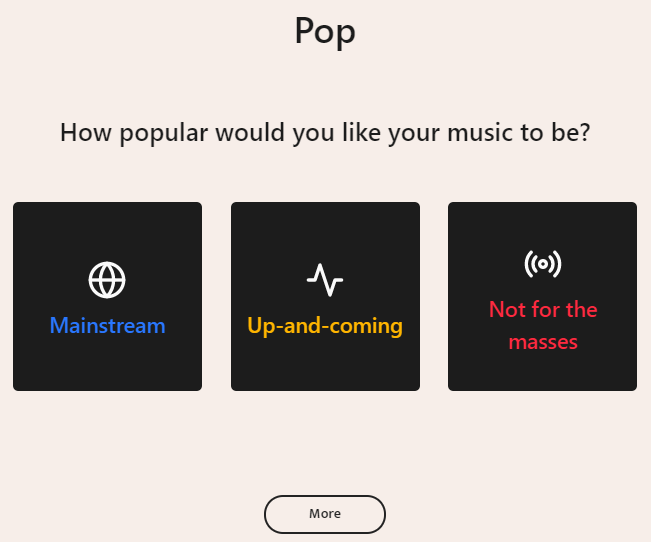 Pop
How popular would you like your music to be?
Mainstream
Up-and-coming
Not for the
masses
More